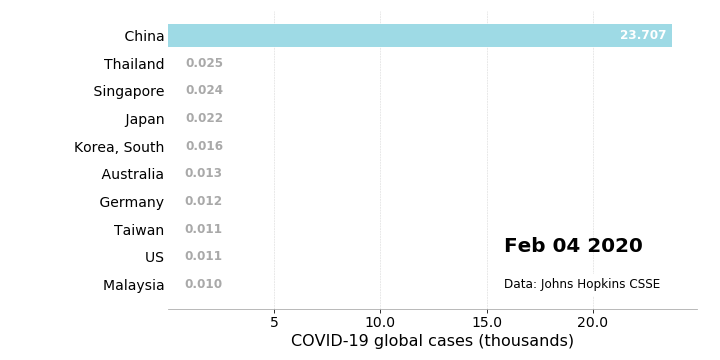 China 23.707
Thailand 0.025
Singapore 0.024
Japan 0.022
Korea, South 0.016
Australia 0.013
Germany 0.012
Taiwan 0.011
US 0.011
Malaysia 0.010
Feb 04 2020
Data: Johns Hopkins CSSE
5 10.0 15.0 20.0
COVID-19 global cases (thousands)